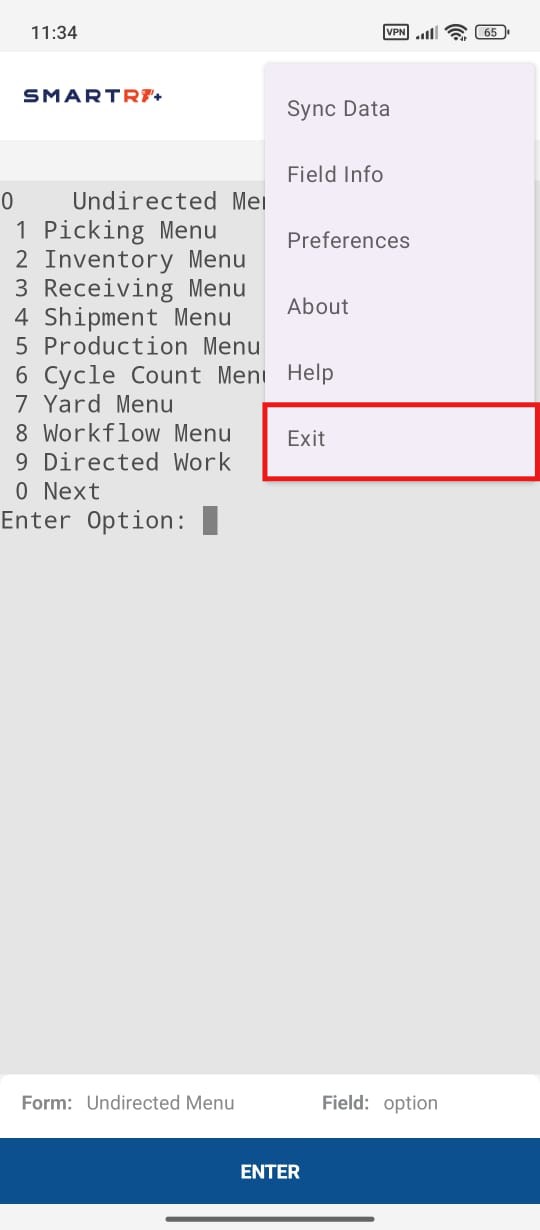 11:34
VPN
65
SMARTRF+
Sync Data
Field Info
Preferences
About
Help
Exit
0 Undirected Me
1 Picking Menu
2 Inventory Menu
3 Receiving Menu
4 Shipment Menu
5 Production Menu
6 Cycle Count Men
7 Yard Menu
8 Workflow Menu
9 Directed Work
0 Next
Enter Option:
Form: Undirected Menu
Field: option
ENTER